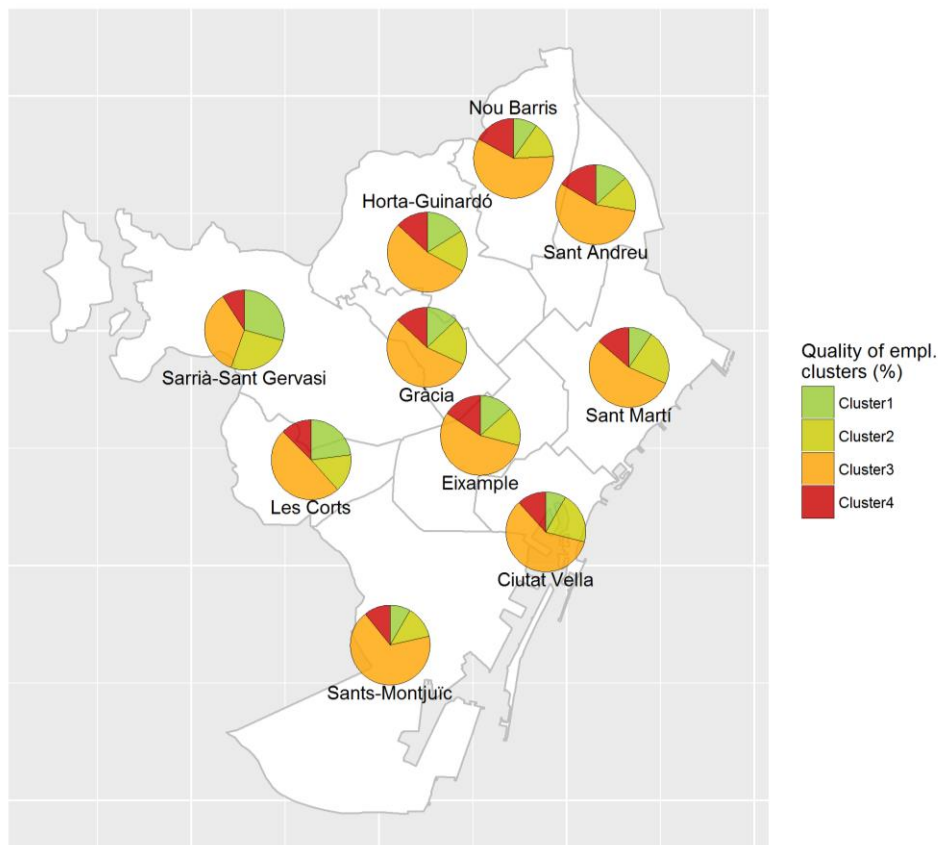 Nou Barris
Horta-Guinardó
Sant Andreu
Sarrià-Sant Gervasi
Gràcia
Sant Martí
Eixample
Les Corts
Ciutat Vella
Sants-Montjuïc
Quality of empl.
clusters (%)
Cluster1
Cluster2
Cluster3
Cluster4